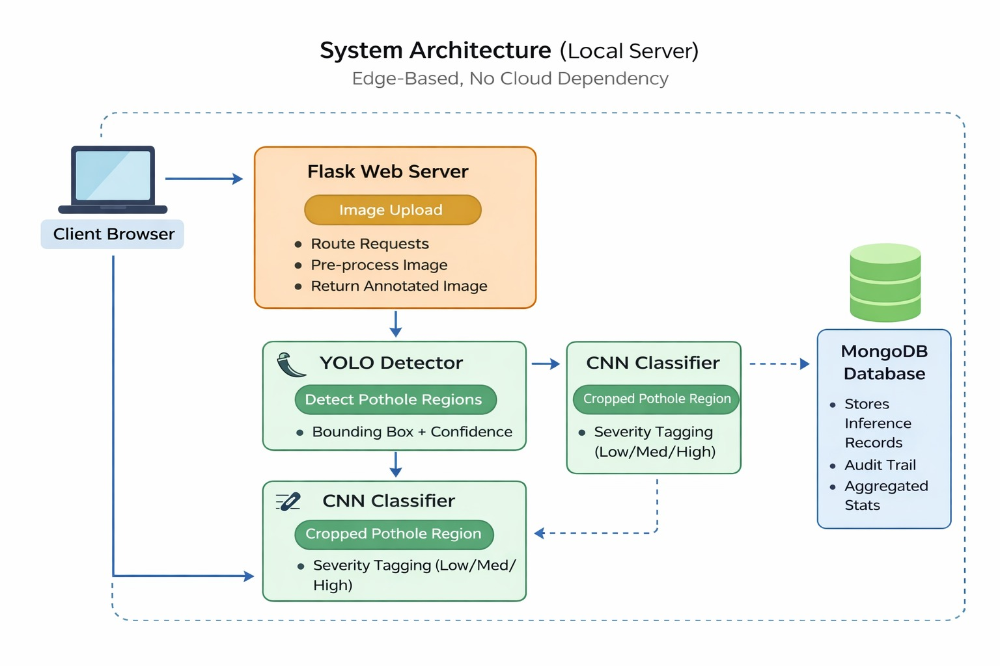 System Architecture (Local Server)
Edge-Based, No Cloud Dependency
Client Browser
Flask Web Server
Image Upload
• Route Requests
• Pre-process Image
• Return Annotated Image
YOLO Detector
Detect Pothole Regions
• Bounding Box + Confidence
CNN Classifier
Cropped Pothole Region
• Severity Tagging
(Low/Med/High)
MongoDB
Database
• Stores
Inference
Records
• Audit Trail
• Aggregated
Stats
CNN Classifier
Cropped Pothole Region
• Severity Tagging (Low/Med/
High)